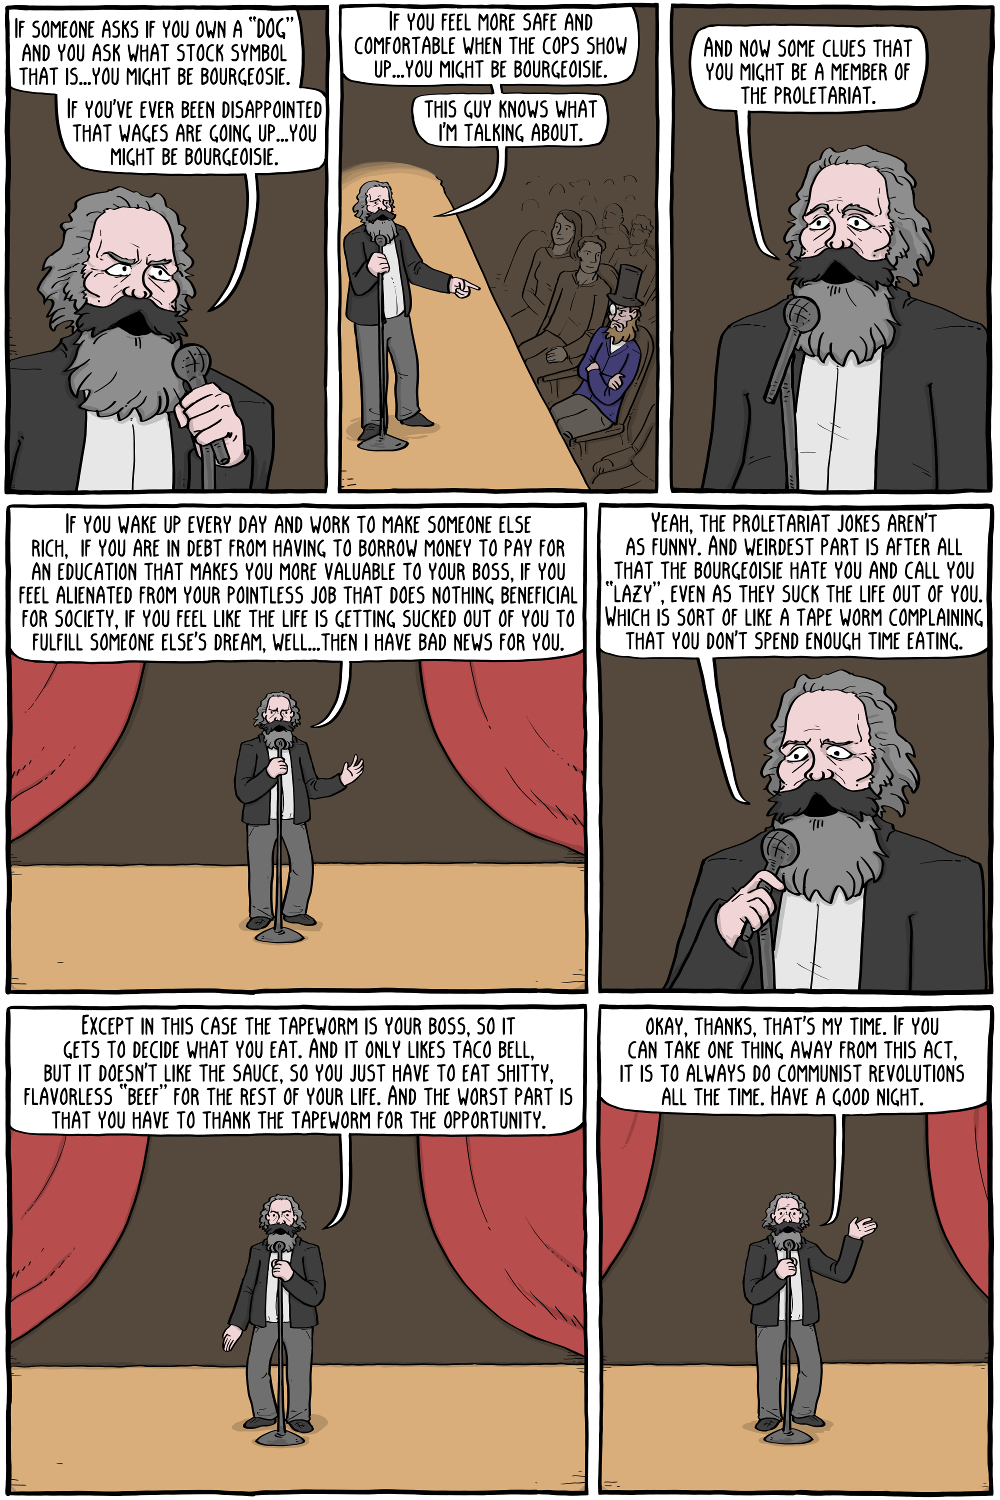 IF SOMEONE ASKS IF YOU OWN A "DOG"
AND YOU ASK WHAT STOCK SYMBOL
THAT IS...YOU MIGHT BE BOURGEOSIE.
IF YOU'VE EVER BEEN DISAPPOINTED
THAT WAGES ARE GOING UP...YOU
MIGHT BE BOURGEOISIE.
IF YOU FEEL MORE SAFE AND
COMFORTABLE WHEN THE COPS SHOW
UP...YOU MIGHT BE BOURGEOISIE.
THIS GUY KNOWS WHAT
I'M TALKING ABOUT.
AND NOW SOME CLUES THAT
YOU MIGHT BE A MEMBER OF
THE PROLETARIAT.
IF YOU WAKE UP EVERY DAY AND WORK TO MAKE SOMEONE ELSE
RICH, IF YOU ARE IN DEBT FROM HAVING TO BORROW MONEY TO PAY FOR
AN EDUCATION THAT MAKES YOU MORE VALUABLE TO YOUR BOSS, IF YOU
FEEL ALIENATED FROM YOUR POINTLESS JOB THAT DOES NOTHING BENEFICIAL
FOR SOCIETY, IF YOU FEEL LIKE THE LIFE IS GETTING SUCKED OUT OF YOU TO
FULFILL SOMEONE ELSE'S DREAM, WELL...THEN I HAVE BAD NEWS FOR YOU.
YEAH, THE PROLETARIAT JOKES AREN'T
AS FUNNY. AND WEIRDEST PART IS AFTER ALL
THAT THE BOURGEOISIE HATE YOU AND CALL YOU
"LAZY", EVEN AS THEY SUCK THE LIFE OUT OF YOU.
WHICH IS SORT OF LIKE A TAPE WORM COMPLAINING
THAT YOU DON'T SPEND ENOUGH TIME EATING.
EXCEPT IN THIS CASE THE TAPEWORM IS YOUR BOSS, SO IT
GETS TO DECIDE WHAT YOU EAT. AND IT ONLY LIKES TACO BELL,
BUT IT DOESN'T LIKE THE SAUCE, SO YOU JUST HAVE TO EAT SHITTY,
FLAVORLESS "BEEF" FOR THE REST OF YOUR LIFE. AND THE WORST PART IS
THAT YOU HAVE TO THANK THE TAPEWORM FOR THE OPPORTUNITY.
OKAY, THANKS, THAT'S MY TIME. IF YOU
CAN TAKE ONE THING AWAY FROM THIS ACT,
IT IS TO ALWAYS DO COMMUNIST REVOLUTIONS
ALL THE TIME. HAVE A GOOD NIGHT.